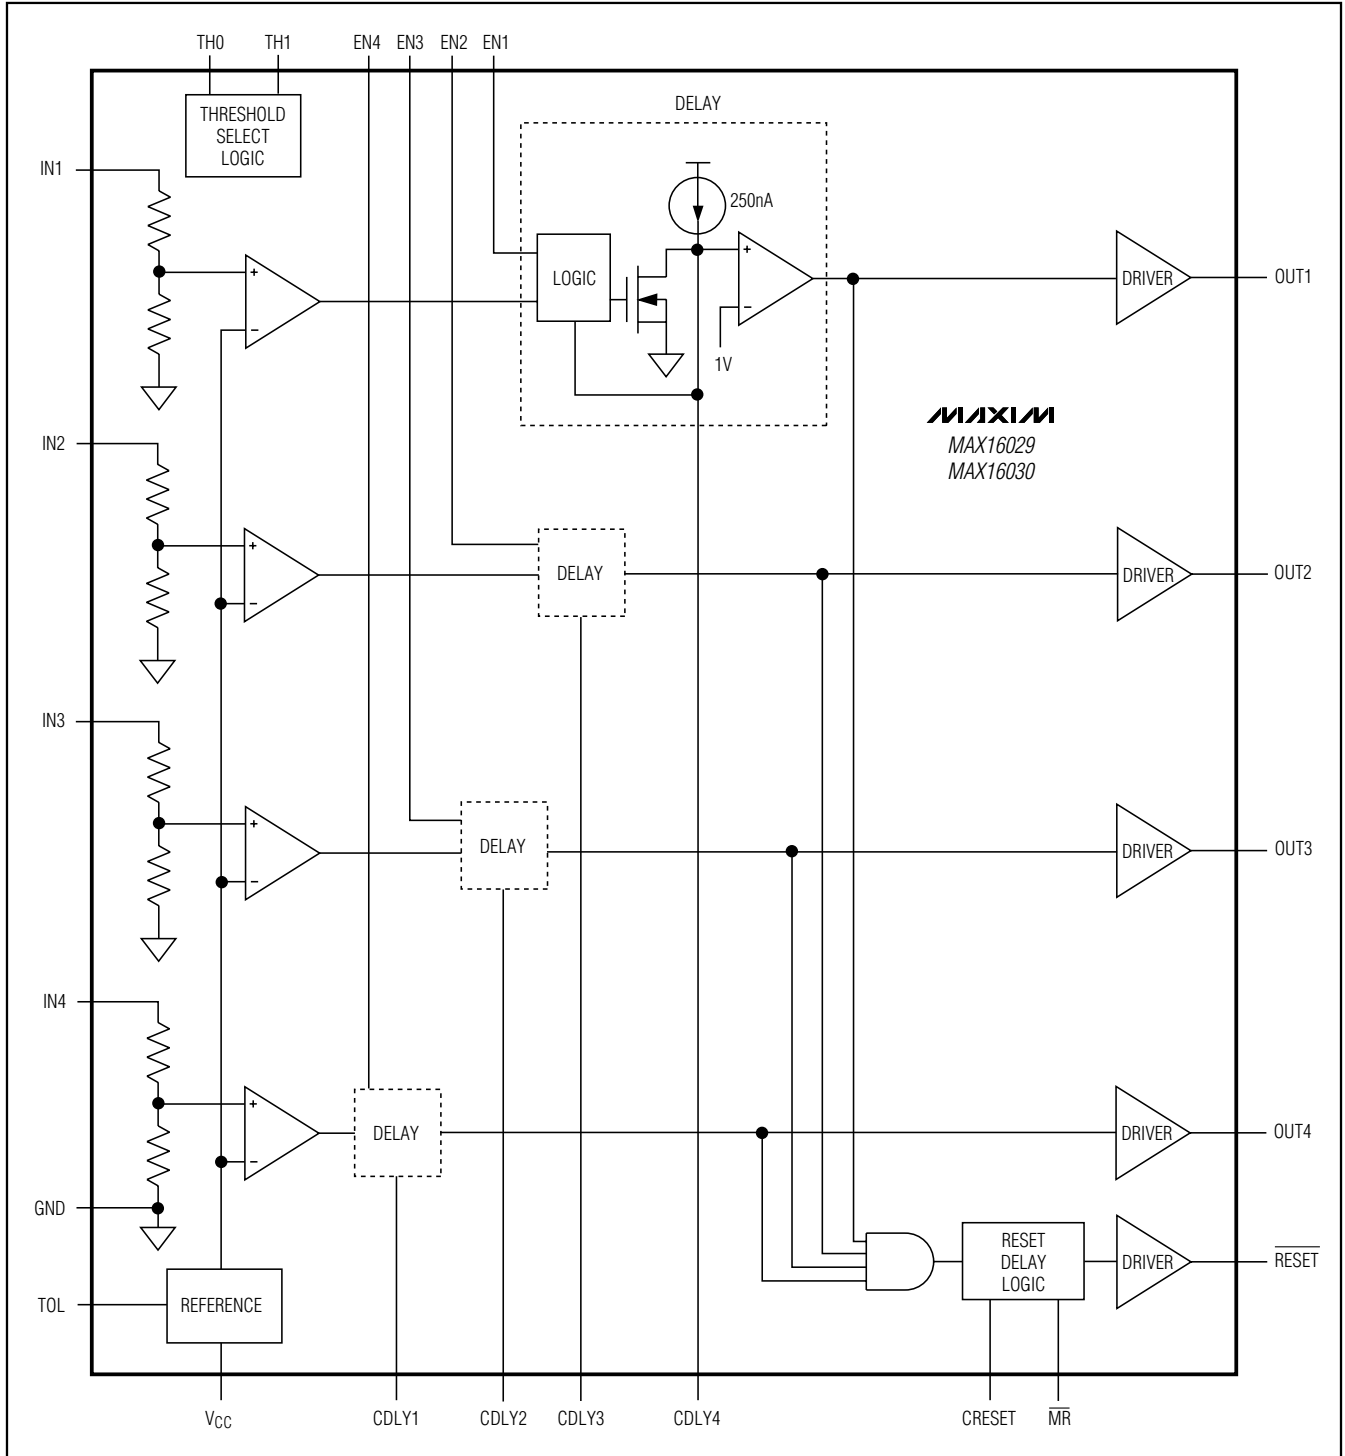 TH0 TH1 EN4 EN3 EN2 EN1
DELAY
THRESHOLD
SELECT
LOGIC
IN1
250nA
+
LOGIC
+
DRIVER
OUT1
−
−
1V
MAXIM
MAX16029
MAX16030
IN2
+
DELAY
DRIVER
OUT2
−
IN3
+
DELAY
DRIVER
OUT3
−
IN4
+
DELAY
DRIVER
OUT4
−
GND
RESET
DELAY
LOGIC
DRIVER
RESET
TOL
REFERENCE
VCC CDLY1 CDLY2 CDLY3 CDLY4 CRESET MR